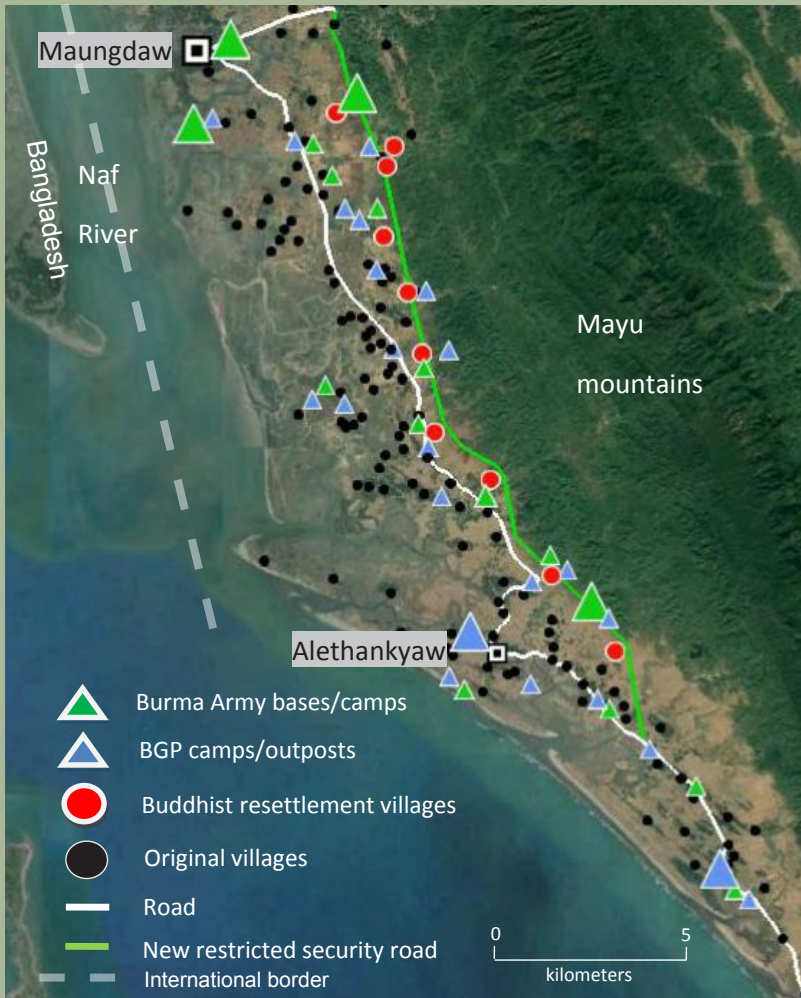 Maungdaw
Bangladesh
Naf
River
Mayu
mountains
Alethankyaw
Burma Army bases/camps
BGP camps/outposts
Buddhist resettlement villages
Original villages
Road
New restricted security road
International border
0 5
kilometers